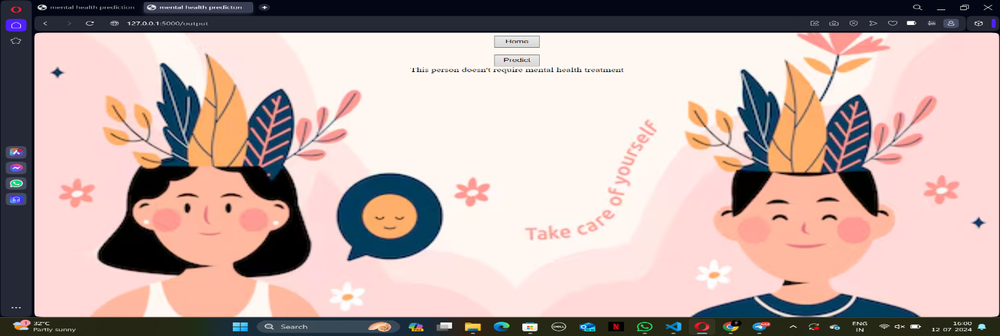 mental health prediction
mental health predicton
127.0.0.1:5000/output
Home
Predict
This person doesn't require mental health treatment
Take care of yourself
32°C
Partly sunny
Search
DELL
N
ENG
IN
16:00
12-07-2024